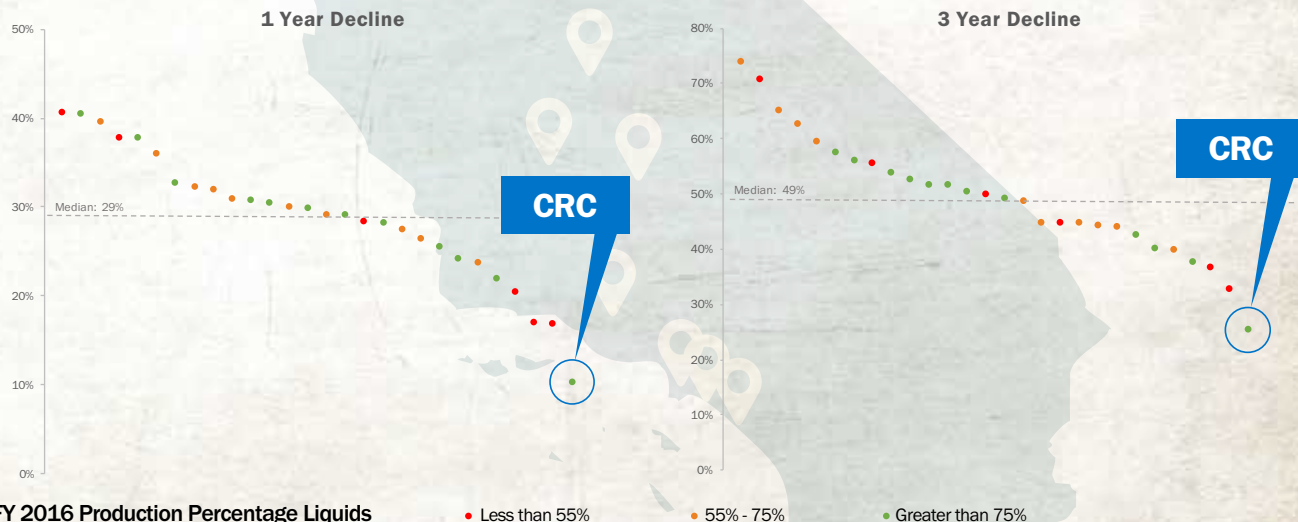 1 Year Decline
50%
40%
30%
20%
10%
0%
Median: 29%
CRC
3 Year Decline
80%
70%
60%
50%
40%
30%
20%
10%
0%
Median: 49%
CRC
FY 2016 Production Percentage Liquids
Less than 55%
55% - 75%
Greater than 75%